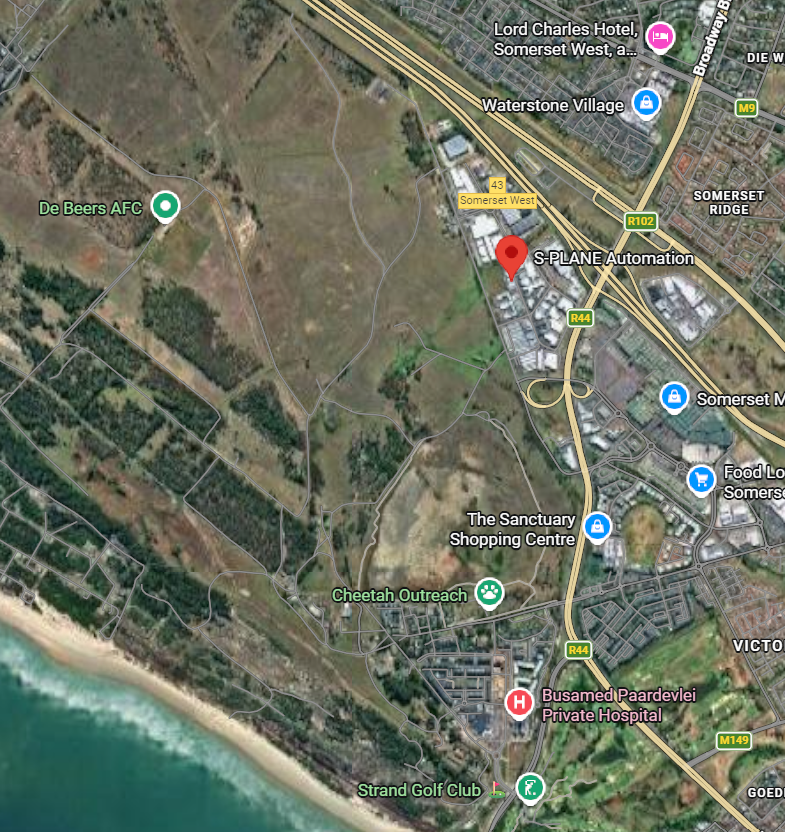 Lord Charles Hotel,
Somerset West, a...
Broadway B
DIE W
Waterstone Village
M9
43
Somerset West
SOMERSET
RIDGE
De Beers AFC
R102
S-PLANE Automation
R44
Somerset M
Food Lo
Somerse
The Sanctuary
Shopping Centre
Cheetah Outreach
R44
VICTO
Busamed Paardevlei
Private Hospital
M149
Strand Golf Club
GOED
H